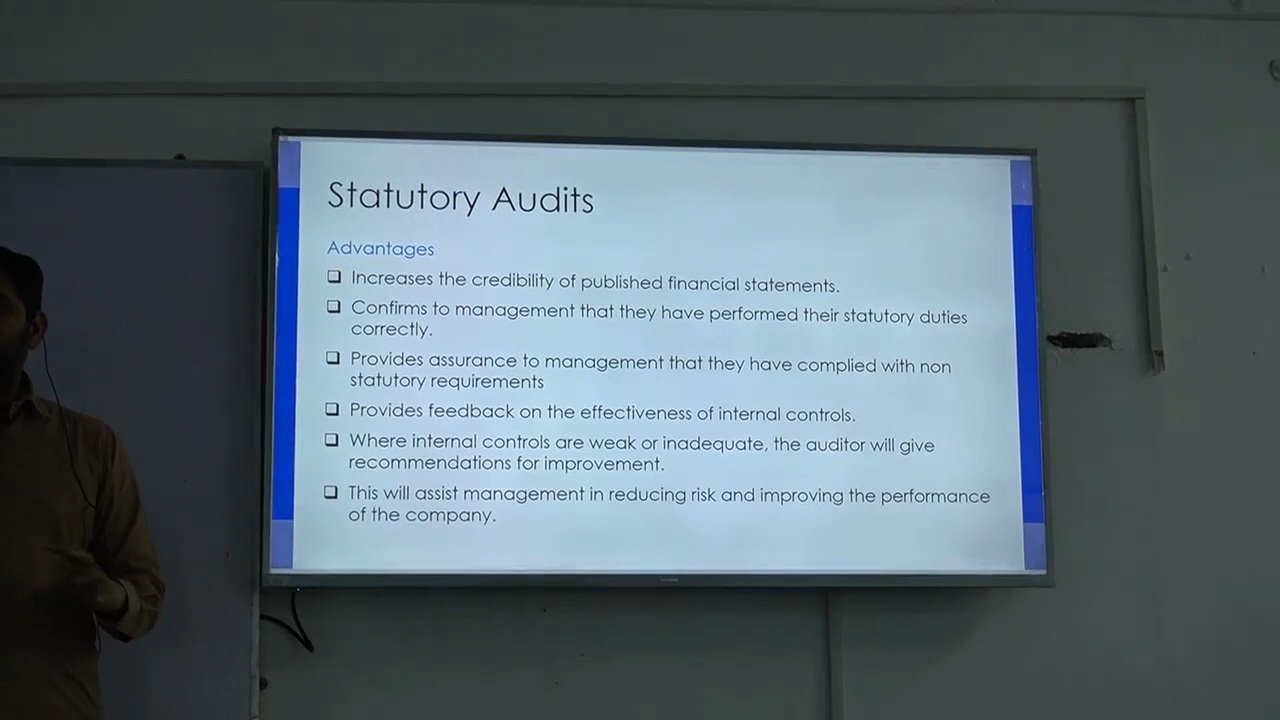 Statutory Audits
Advantages
❑ Increases the credibility of published financial statements.
❑ Confirms to management that they have performed their statutory duties
correctly.
❑ Provides assurance to management that they have complied with non
statutory requirements
❑ Provides feedback on the effectiveness of internal controls.
❑ Where internal controls are weak or inadequate, the auditor will give
recommendations for improvement.
❑ This will assist management in reducing risk and improving the performance
of the company.